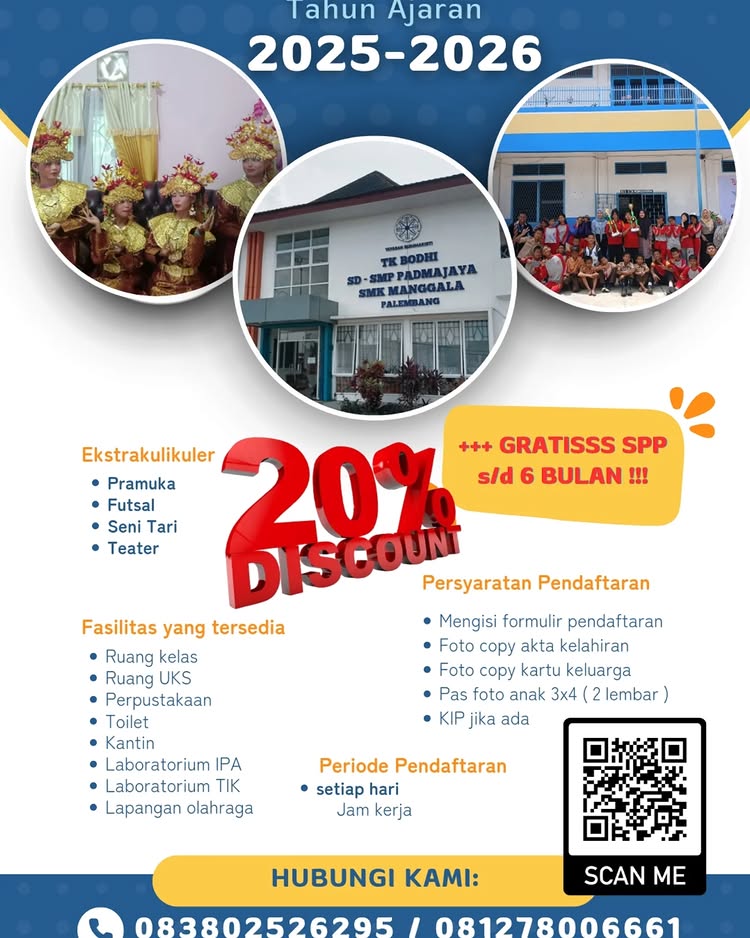 Tahun Ajaran
2025-2026
TK BODHI
SD - SMP PADMAJAYA
SMK MANGGALA
PALEMBANG
+++ GRATISSS SPP
s/d 6 BULAN !!!
Ekstrakulikuler
Pramuka
Futsal
Seni Tari
Teater
20%
DISCOUNT
Persyaratan Pendaftaran
Mengisi formulir pendaftaran
Foto copy akta kelahiran
Foto copy kartu keluarga
Pas foto anak 3x4 ( 2 lembar )
KIP jika ada
Fasilitas yang tersedia
Ruang kelas
Ruang UKS
Perpustakaan
Toilet
Kantin
Laboratorium IPA
Laboratorium TIK
Lapangan olahraga
Periode Pendaftaran
setiap hari
Jam kerja
SCAN ME
HUBUNGI KAMI:
083802526295 / 081278006661